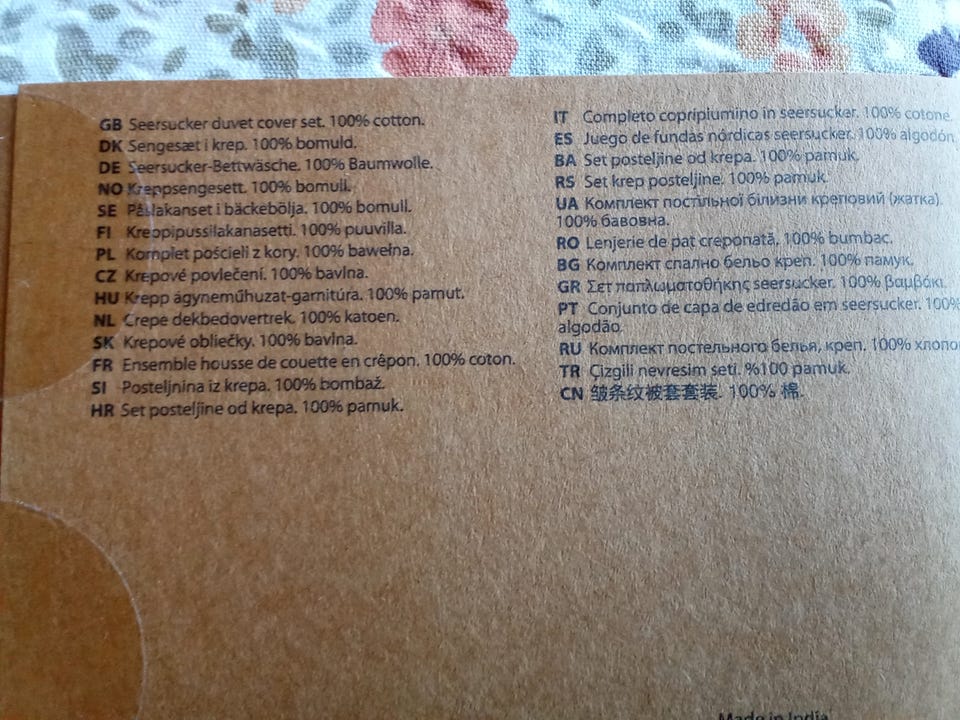 GB Seersucker duvet cover set. 100% cotton.
DK Sengesæt i krep. 100% bomuld.
DE Seersucker-Bettwäsche. 100% Baumwolle.
NO Kreppsengesett. 100% bomull.
SE Påslakanset i bäckebölja. 100% bomull.
FI Kreppipussilakanasetti. 100% puuvilla.
PL Komplet pościeli z kory. 100% bawełna.
CZ Krepové povlečení. 100% bavlna.
HU Krepp ágyneműhuzat-garnitúra. 100% pamut.
NL Crepe dekbedovertrek. 100% katoen.
SK Krepové obliečky. 100% bavlna.
FR Ensemble housse de couette en crêpon. 100% coton.
SI Posteljnina iz krepa. 100% bombaž.
HR Set posteljine od krepa. 100% pamuk.
IT Completo copripiumino in seersucker. 100% cotone.
ES Juego de fundas nórdicas seersucker. 100% algodón.
BA Set posteljine od krepa. 100% pamuk.
RS Set krep posteljine. 100% pamuk.
UA Комплект постільної білизни креповий (жатка).
100% бавовна.
RO Lenjerie de pat creponată. 100% bumbac.
BG Комплект спално бельо креп. 100% памук.
GR Σετ παπλωματοθήκης seersucker. 100% βαμβάκι.
PT Conjunto de capa de edredão em seersucker. 100%
algodão.
RU Комплект постельного белья, креп. 100% хлопо
TR Çizgili nevresim seti. %100 pamuk.
CN 皱条纹被套套装. 100% 棉.
Made in India